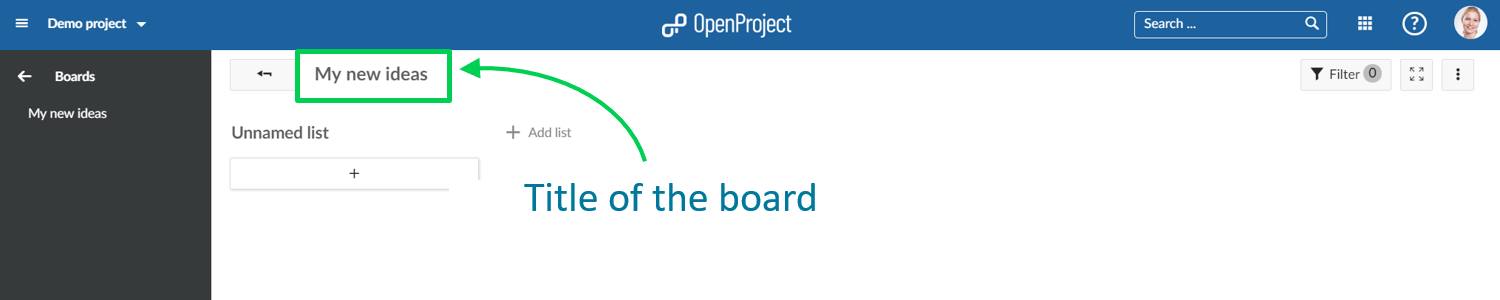 Demo project
OpenProject
Search ...
?
Boards
My new ideas
My new ideas
Filter 0
Unnamed list
+ Add list
+
Title of the board